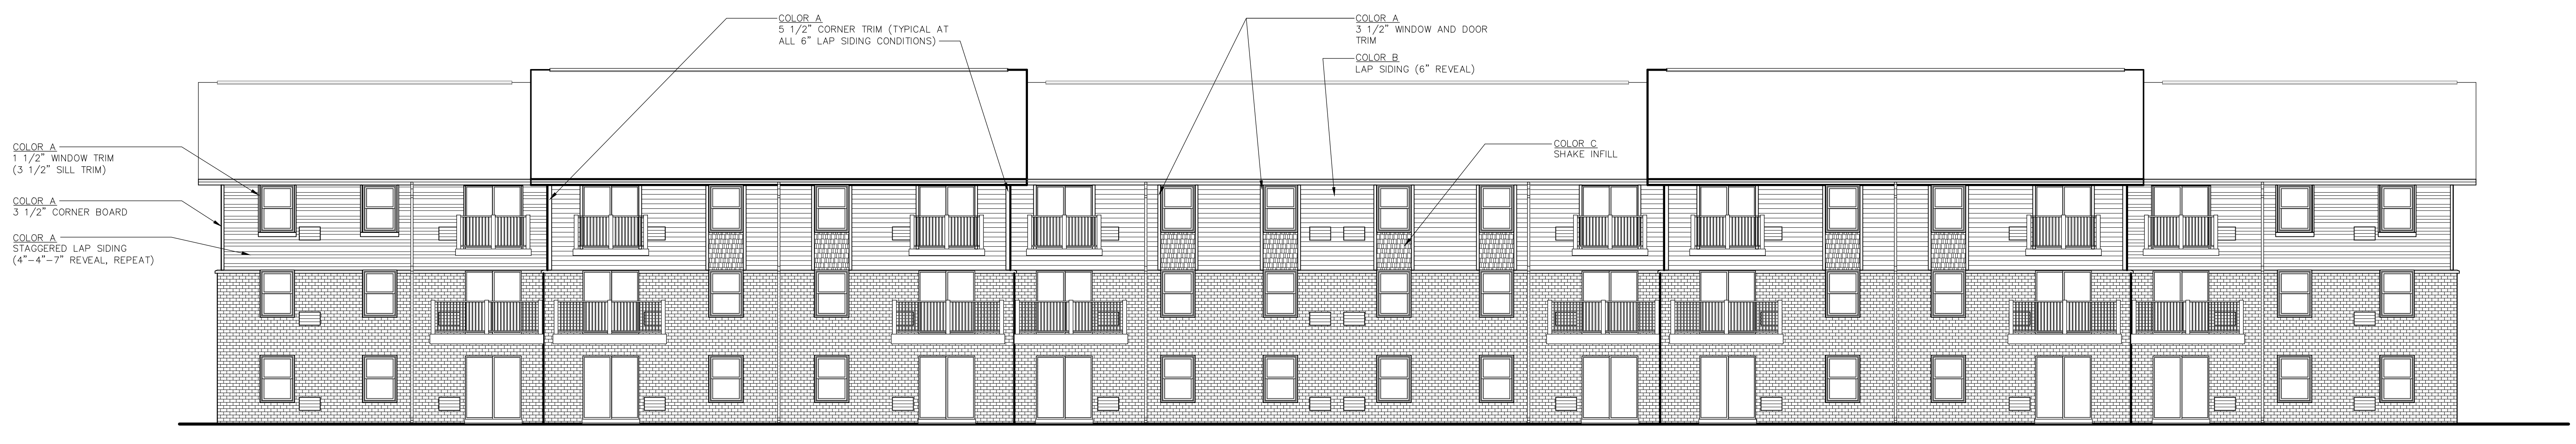 COLOR A
5 1/2" CORNER TRIM (TYPICAL AT
ALL 6" LAP SIDING CONDITIONS)
COLOR A
3 1/2" WINDOW AND DOOR
TRIM
COLOR B
LAP SIDING (6" REVEAL)
COLOR C
SHAKE INFILL
COLOR A
1 1/2" WINDOW TRIM
(3 1/2" SILL TRIM)
COLOR A
3 1/2" CORNER BOARD
COLOR A
STAGGERED LAP SIDING
(4"-4"-7" REVEAL, REPEAT)